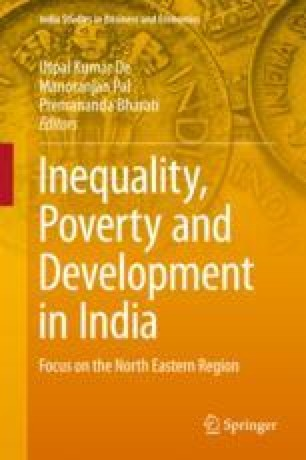 India Studies in Business and Economics
Utpal Kumar De
Manoranjan Pal
Premananda Bharati
Editors
Inequality,
Poverty and
Development
in India
Focus on the North Eastern Region
Springer